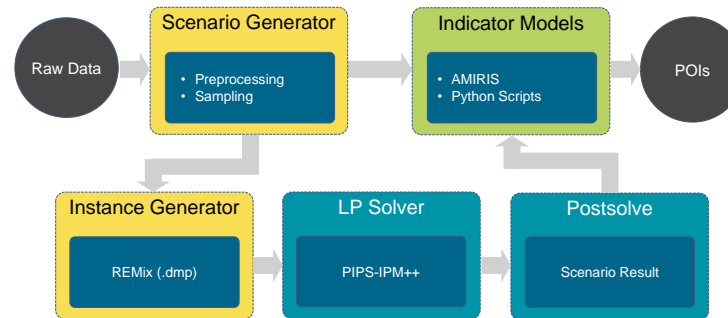 Scenario Generator
Indicator Models
Raw Data
• Preprocessing
• Sampling
• AMIRIS
• Python Scripts
POIs
Instance Generator
LP Solver
Postsolve
REMix (.dmp)
PIPS-IPM++
Scenario Result